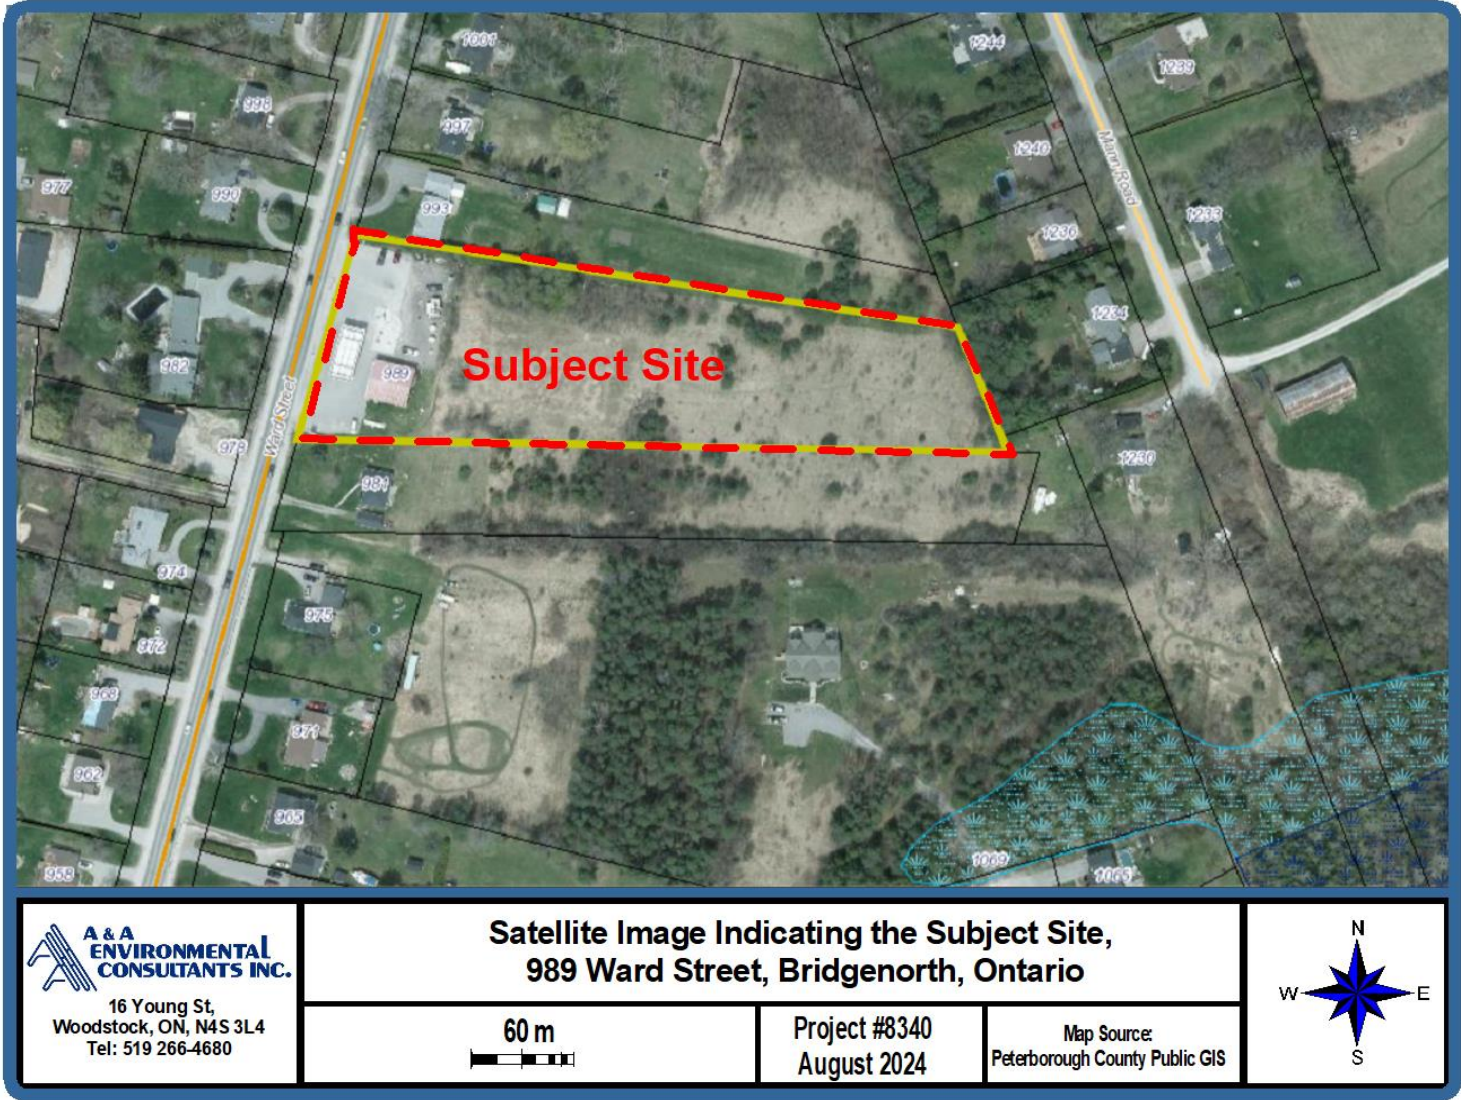 1001
1244
1239
998
997
1240
Mann Road
977
990
993
1236
1233
1234
982
989
Subject Site
Ward Street
978
981
1230
974
975
972
968
971
962
965
958
1069
1065
A & A
ENVIRONMENTAL
CONSULTANTS INC.
16 Young St,
Woodstock, ON, N4S 3L4
Tel: 519 266-4680
Satellite Image Indicating the Subject Site,
989 Ward Street, Bridgenorth, Ontario
60 m
Project #8340
August 2024
Map Source:
Peterborough County Public GIS
N
W
E
S